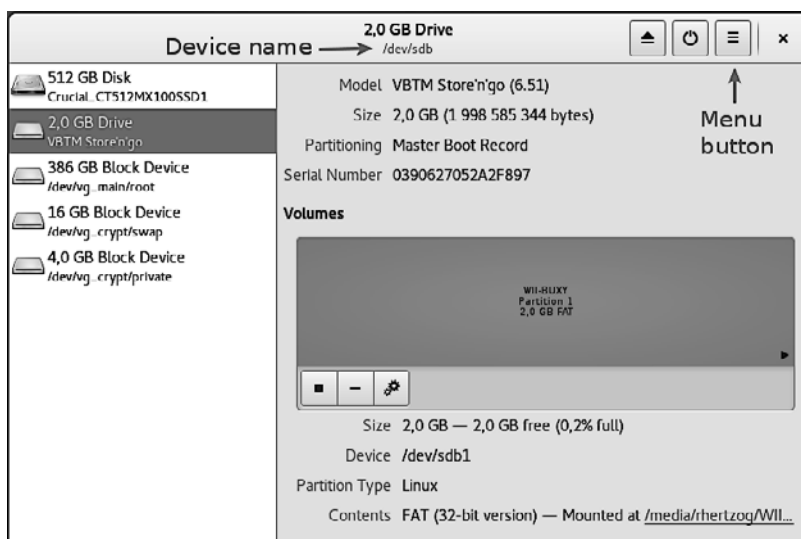 2,0 GB Drive
Device name
/dev/sdb
512 GB Disk
Crucial_CT512MX100SSD1
2,0 GB Drive
VBTM Store'n'go
386 GB Block Device
/dev/vg_main/root
16 GB Block Device
/dev/vg_crypt/swap
4,0 GB Block Device
/dev/vg_crypt/private
Menu
button
Model VBTM Store'n'go (6.51)
Size 2,0 GB (1 998 585 344 bytes)
Partitioning Master Boot Record
Serial Number 0390627052A2F897
Volumes
WII-HUXY
Partition 1
2,0 GB FAT
Size 2,0 GB — 2,0 GB free (0,2% full)
Device /dev/sdb1
Partition Type Linux
Contents FAT (32-bit version) — Mounted at /media/rhertzog/WII...